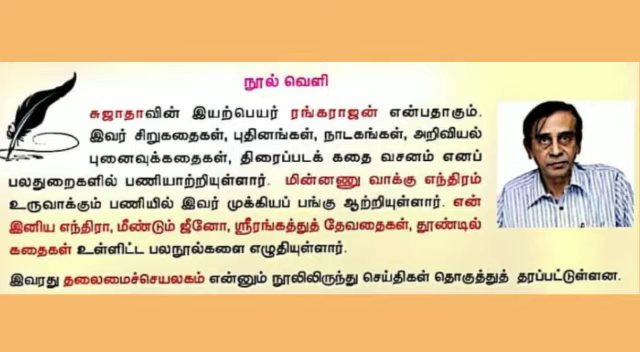 நூல் வெளி
சுஜாதாவின் இயற்பெயர் ரங்கராஜன் என்பதாகும்.
இவர் சிறுகதைகள், புதினங்கள், நாடகங்கள், அறிவியல்
புனைவுக்கதைகள், திரைப்படக் கதை வசனம் எனப்
பலதுறைகளில் பணியாற்றியுள்ளார். மின்னணு வாக்கு எந்திரம்
உருவாக்கும் பணியில் இவர் முக்கியப் பங்கு ஆற்றியுள்ளார். என்
இனிய எந்திரா, மீண்டும் ஜீனோ, ஸ்ரீரங்கத்துத் தேவதைகள், தூண்டில்
கதைகள் உள்ளிட்ட பலநூல்களை எழுதியுள்ளார்.
இவரது தலைமைச்செயலகம் என்னும் நூலிலிருந்து செய்திகள் தொகுத்துத் தரப்பட்டுள்ளன.